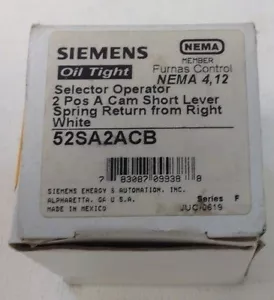 SIEMENS
NEMA
MEMBER
Oil Tight
Furnas Control
NEMA 4,12
Selector Operator
2 Pos A Cam Short Lever
Spring Return from Right
White
52SA2ACB
7 83087 09938 8
SIEMENS ENERGY & AUTOMATION, INC.
ALPHARETTA, GA U.S.A.
Series F
MADE IN MEXICO